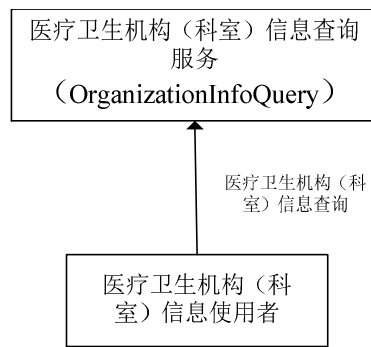 医疗卫生机构（科室）信息查询
服务
（OrganizationInfoQuery）
医疗卫生机构（科
室）信息查询
医疗卫生机构（科
室）信息使用者